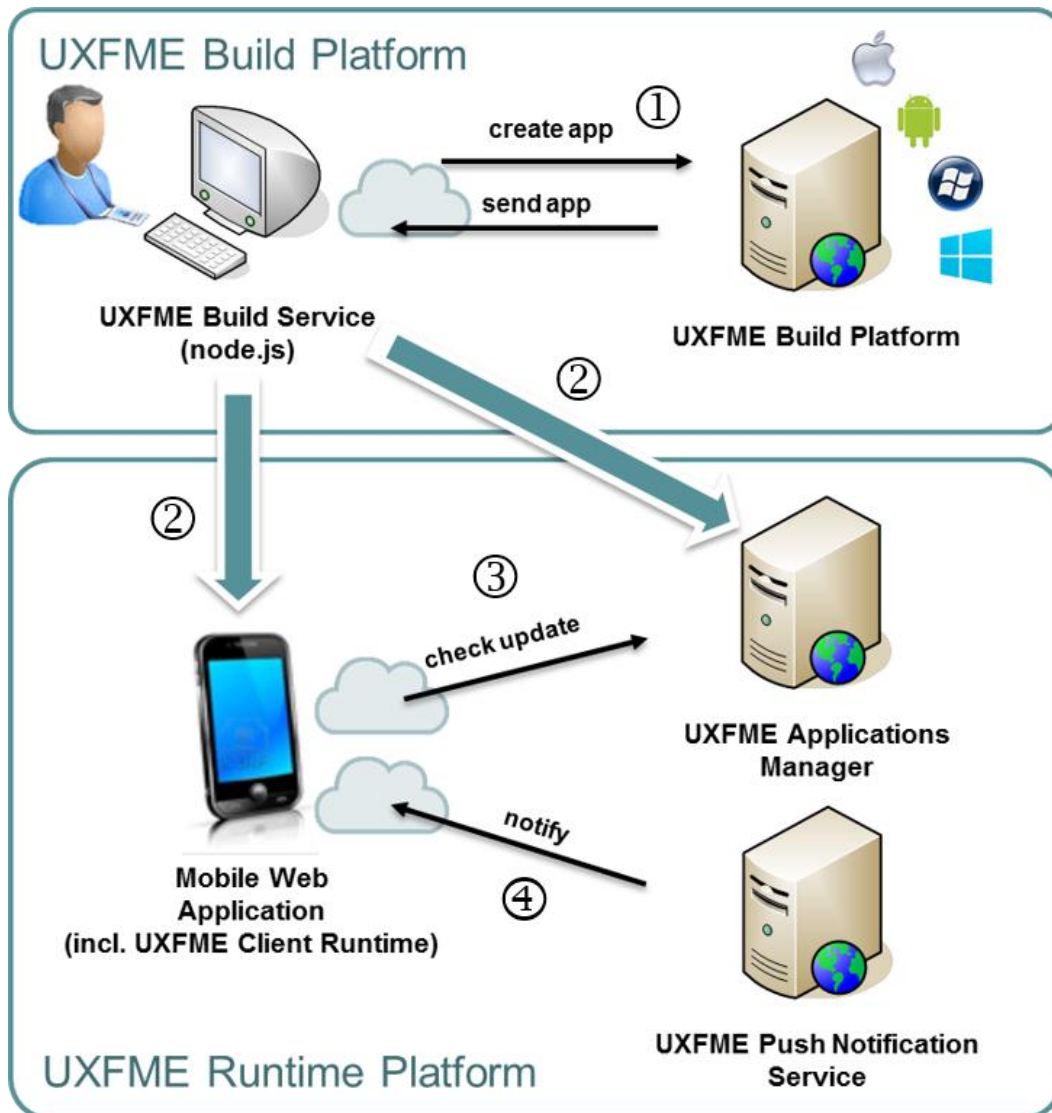 UXFME Build Platform
①
create app
send app
UXFME Build Service
(node.js)
UXFME Build Platform
②
②
③
check update
UXFME Applications
Manager
notify
④
Mobile Web
Application
(incl. UXFME Client Runtime)
UXFME Push Notification
Service
UXFME Runtime Platform